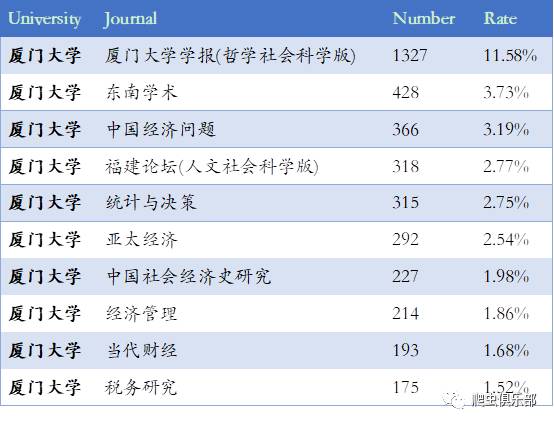 University Journal Number Rate
厦门大学 厦门大学学报(哲学社会科学版) 1327 11.58%
厦门大学 东南学术 428 3.73%
厦门大学 中国经济问题 366 3.19%
厦门大学 福建论坛(人文社会科学版) 318 2.77%
厦门大学 统计与决策 315 2.75%
厦门大学 亚太经济 292 2.54%
厦门大学 中国社会经济史研究 227 1.98%
厦门大学 经济管理 214 1.86%
厦门大学 当代财经 193 1.68%
厦门大学 税务研究 175 1.52%
爬虫俱乐部